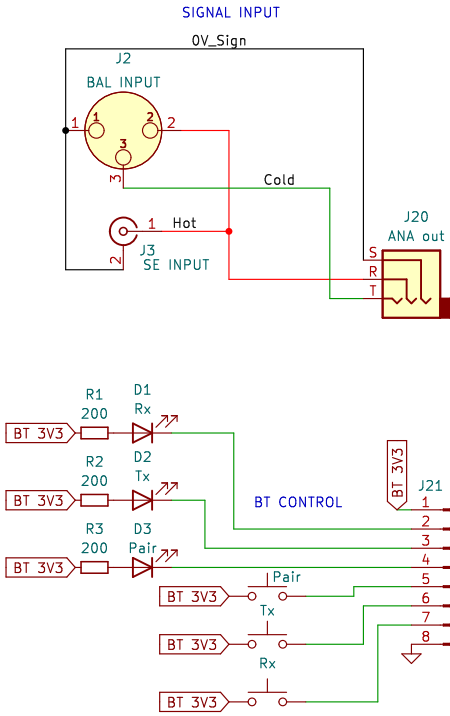 SIGNAL INPUT
0V_Sign
J2
BAL INPUT
1
1
2
2
3
3
Cold
Hot
1
J3
SE INPUT
2
J20
ANA out
S
R
T
R1
200
D1
Rx
BT 3V3
R2
200
D2
Tx
BT 3V3
R3
200
D3
Pair
BT 3V3
BT CONTROL
BT 3V3
J21
1
2
3
4
5
6
7
8
Pair
BT 3V3
Tx
BT 3V3
Rx
BT 3V3